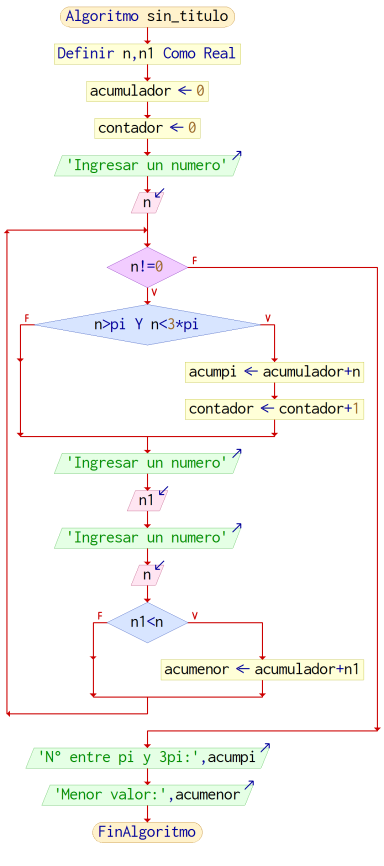 Algoritmo sin_titulo
Definir n,n1 Como Real
acumulador ← 0
contador ← 0
'Ingresar un numero'
n
n!=0
F
V
n>pi Y n<3*pi
F
V
acumpi ← acumulador+n
contador ← contador+1
'Ingresar un numero'
n1
'Ingresar un numero'
n
n1<n
F
V
acumenor ← acumulador+n1
'N° entre pi y 3pi:',acumpi
'Menor valor:',acumenor
FinAlgoritmo